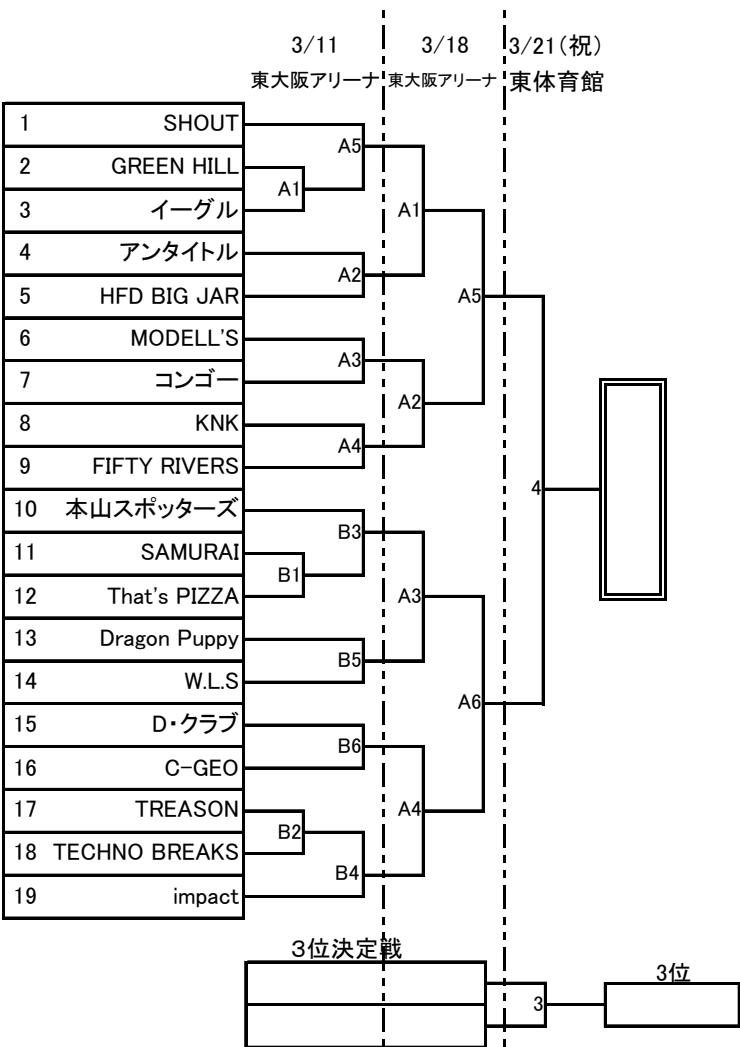 3/11 3/18 3/21(祝)
東大阪アリーナ 東大阪アリーナ 東体育館
1 SHOUT
A5
2 GREEN HILL
A1
3 イーグル
A1
4 アンタイトル
A2
5 HFD BIG JAR
A5
6 MODELL'S
A3
7 コンゴー
A2
8 KNK
A4
9 FIFTY RIVERS
4
10 本山スポッターズ
B3
11 SAMURAI
B1
12 That's PIZZA
A3
13 Dragon Puppy
B5
14 W.L.S
A6
15 D・クラブ
B6
16 C-GEO
17 TREASON
A4
B2
18 TECHNO BREAKS
B4
19 impact
3位決定戦
3位
3